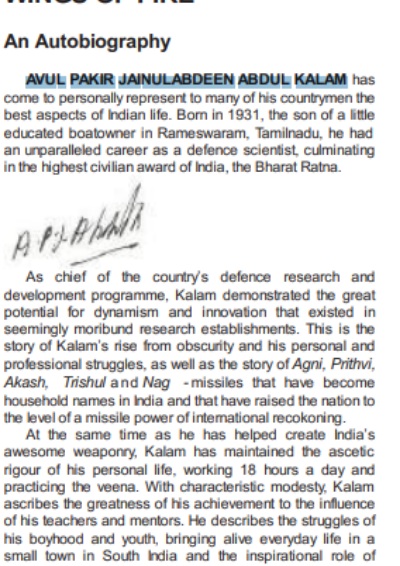 WINGS OF FIRE
An Autobiography
AVUL PAKIR JAINULABDEEN ABDUL KALAM has
come to personally represent to many of his countrymen the
best aspects of Indian life. Born in 1931, the son of a little
educated boatowner in Rameswaram, Tamilnadu, he had
an unparalleled career as a defence scientist, culminating
in the highest civilian award of India, the Bharat Ratna.
As chief of the country's defence research and
development programme, Kalam demonstrated the great
potential for dynamism and innovation that existed in
seemingly moribund research establishments. This is the
story of Kalam's rise from obscurity and his personal and
professional struggles, as well as the story of Agni, Prithvi,
Akash, Trishul and Nag - missiles that have become
household names in India and that have raised the nation to
the level of a missile power of international recokoning.
At the same time as he has helped create India's
awesome weaponry, Kalam has maintained the ascetic
rigour of his personal life, working 18 hours a day and
practicing the veena. With characteristic modesty, Kalam
ascribes the greatness of his achievement to the influence
of his teachers and mentors. He describes the struggles of
his boyhood and youth, bringing alive everyday life in a
small town in South India and the inspirational role of